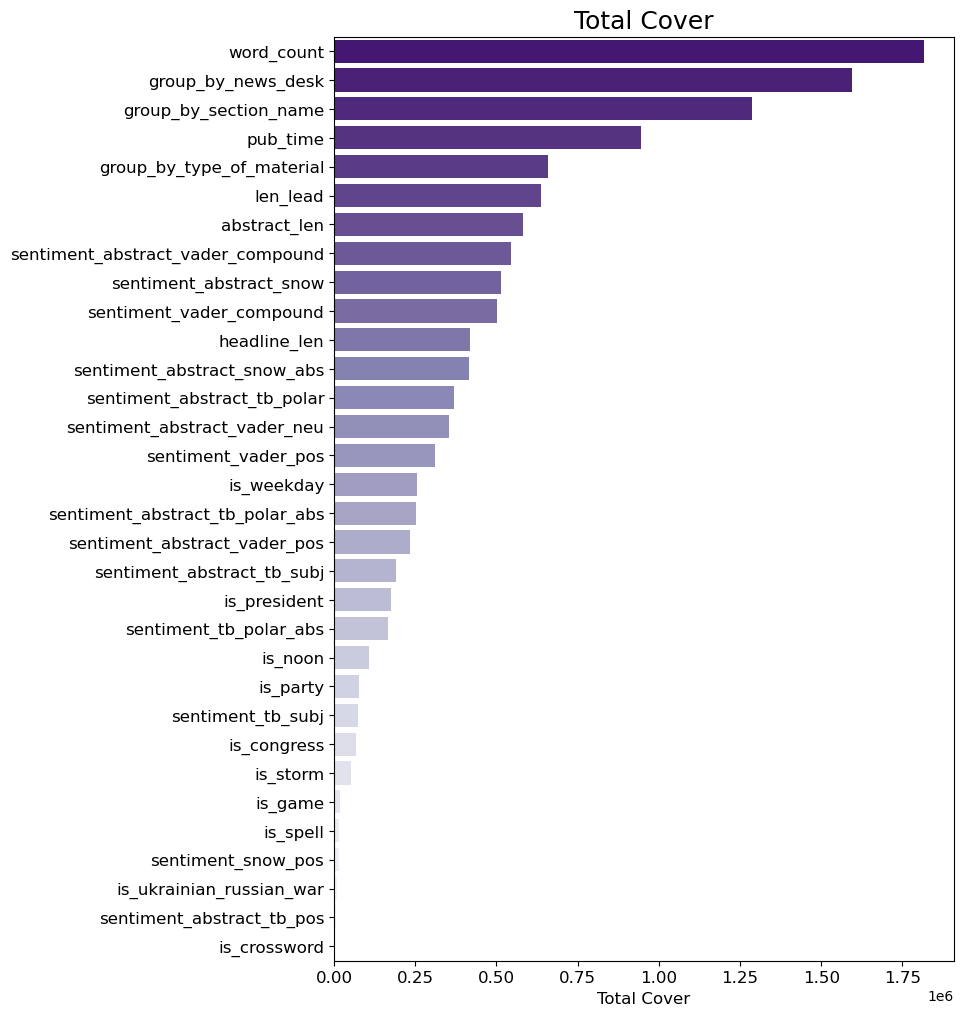 Total Cover
word_count
group_by_news_desk
group_by_section_name
pub_time
group_by_type_of_material
len_lead
abstract_len
sentiment_abstract_vader_compound
sentiment_abstract_snow
sentiment_vader_compound
headline_len
sentiment_abstract_snow_abs
sentiment_abstract_tb_polar
sentiment_abstract_vader_neu
sentiment_vader_pos
is_weekday
sentiment_abstract_tb_polar_abs
sentiment_abstract_vader_pos
sentiment_abstract_tb_subj
is_president
sentiment_tb_polar_abs
is_noon
is_party
sentiment_tb_subj
is_congress
is_storm
is_game
is_spell
sentiment_snow_pos
is_ukrainian_russian_war
sentiment_abstract_tb_pos
is_crossword
0.00 0.25 0.50 0.75 1.00 1.25 1.50 1.75
Total Cover
1e6